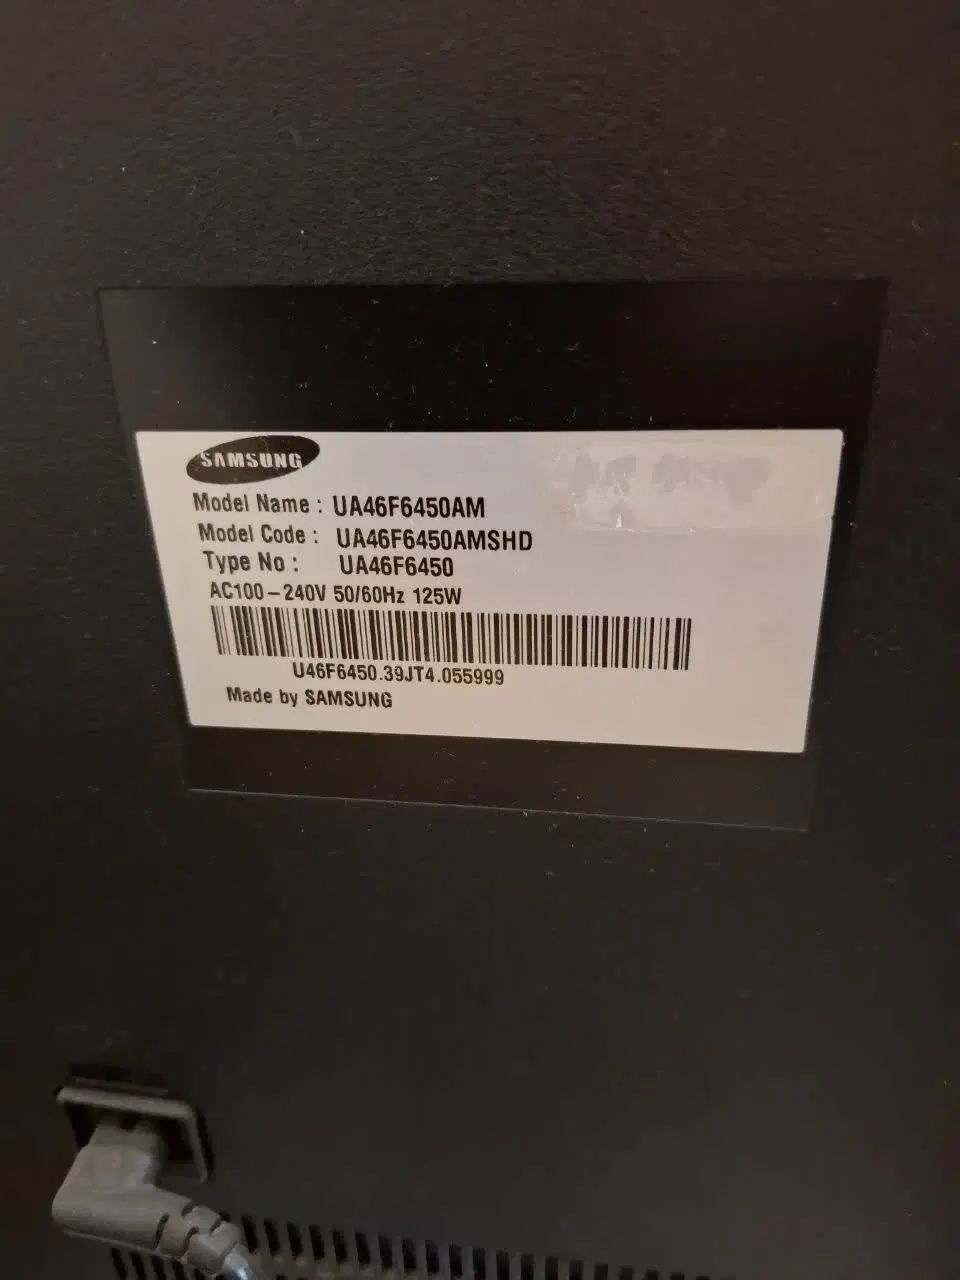 SAMSUNG
Model Name : UA46F6450AM
Model Code : UA46F6450AMSHD
Type No : UA46F6450
AC100-240V 50/60Hz 125W
U46F6450.39JT4.055999
Made by SAMSUNG